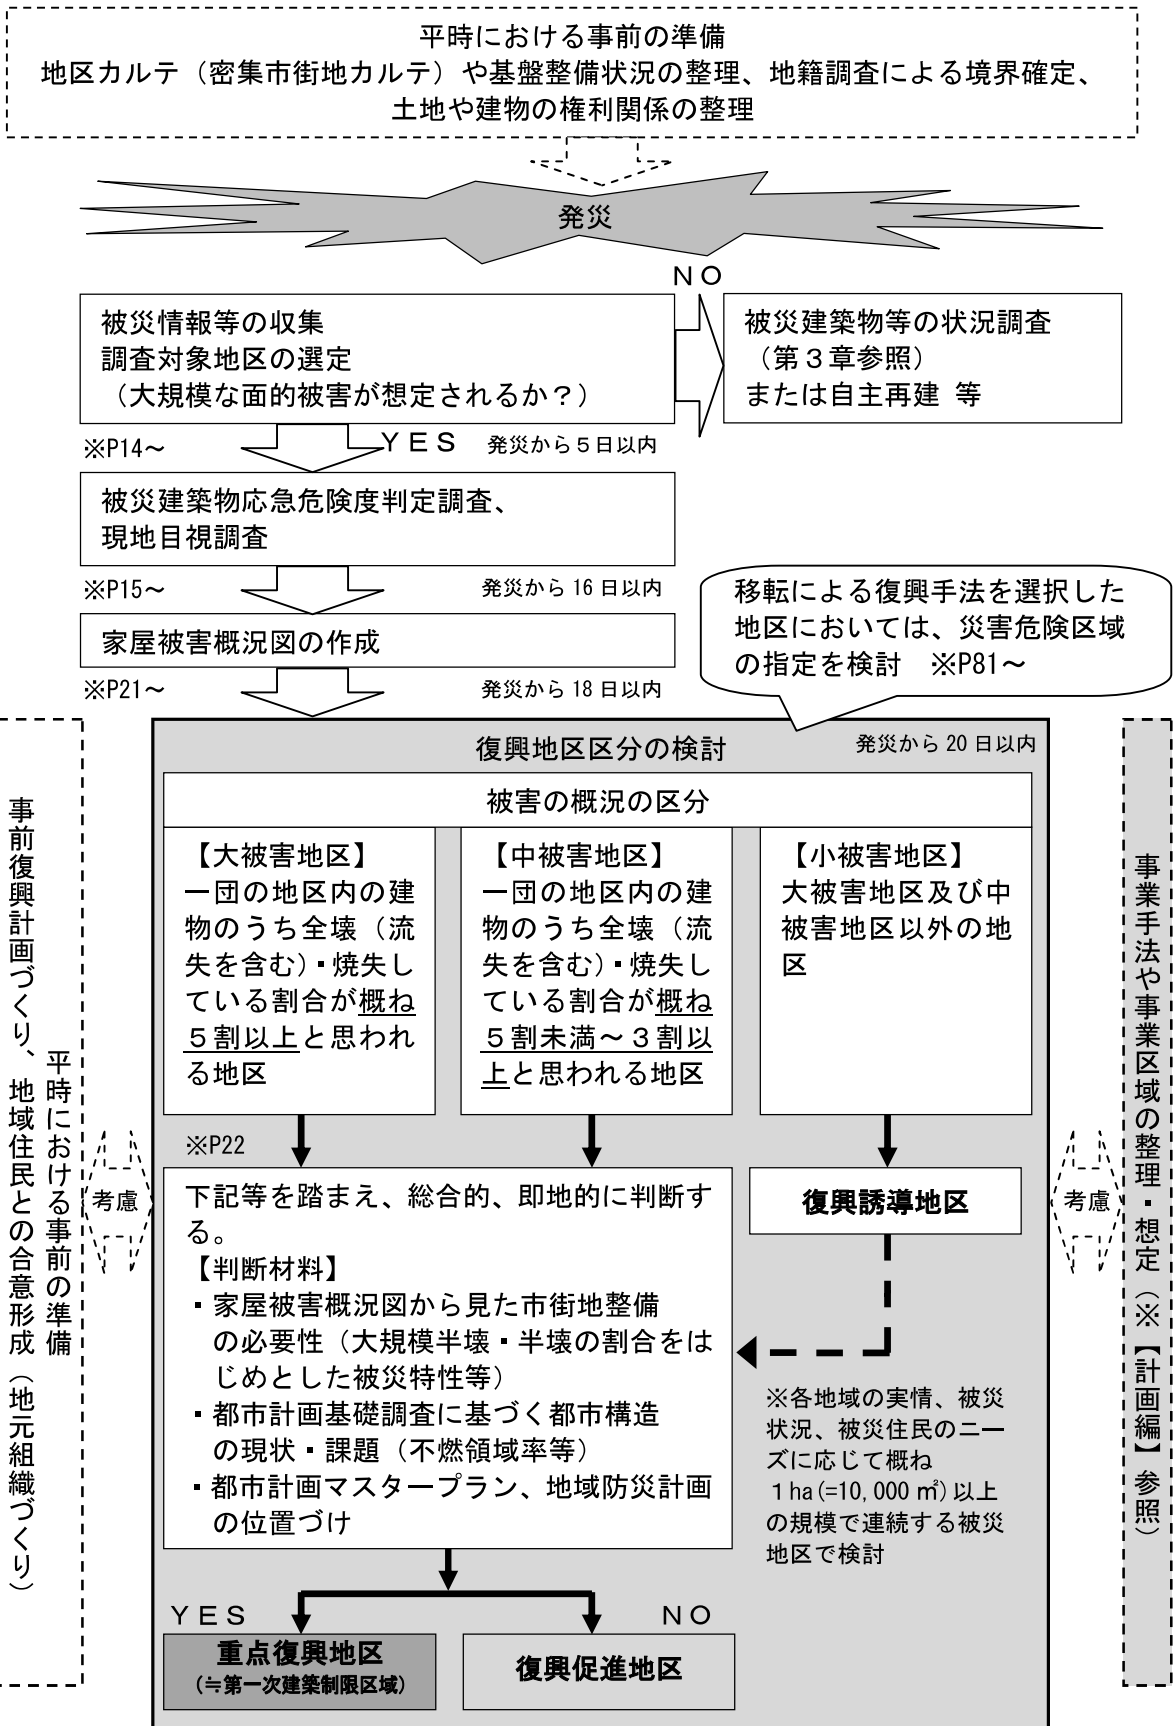 平時における事前の準備
地区カルテ（密集市街地カルテ）や基盤整備状況の整理、地籍調査による境界確定、
土地や建物の権利関係の整理
発災
ＮＯ
被災情報等の収集
調査対象地区の選定
（大規模な面的被害が想定されるか？）
被災建築物等の状況調査
（第３章参照）
または自主再建 等
※P14～
ＹＥＳ
発災から５日以内
被災建築物応急危険度判定調査、
現地目視調査
※P15～
発災から 16 日以内
家屋被害概況図の作成
※P21～
発災から 18 日以内
移転による復興手法を選択した
地区においては、災害危険区域
の指定を検討　※P81～
復興地区区分の検討
発災から 20 日以内
被害の概況の区分
【大被害地区】
一団の地区内の建
物のうち全壊（流
失を含む）・焼失し
ている割合が概ね
５割以上と思われ
る地区
【中被害地区】
一団の地区内の建
物のうち全壊（流
失を含む）・焼失し
ている割合が概ね
５割未満～３割以
上と思われる地区
【小被害地区】
大被害地区及び中
被害地区以外の地
区
※P22
下記等を踏まえ、総合的、即地的に判断す
る。
【判断材料】
・家屋被害概況図から見た市街地整備
の必要性（大規模半壊・半壊の割合をは
じめとした被災特性等）
・都市計画基礎調査に基づく都市構造
の現状・課題（不燃領域率等）
・都市計画マスタープラン、地域防災計画
の位置づけ
復興誘導地区
※各地域の実情、被災
状況、被災住民のニー
ズに応じて概ね
１ha(=10,000 ㎡)以上
の規模で連続する被災
地区で検討
ＹＥＳ
ＮＯ
重点復興地区
（≒第一次建築制限区域）
復興促進地区
平時における事前の準備
事前復興計画づくり、地域住民との合意形成（地元組織づくり）
考慮
考慮
事業手法や事業区域の整理・想定（※【計画編】参照）